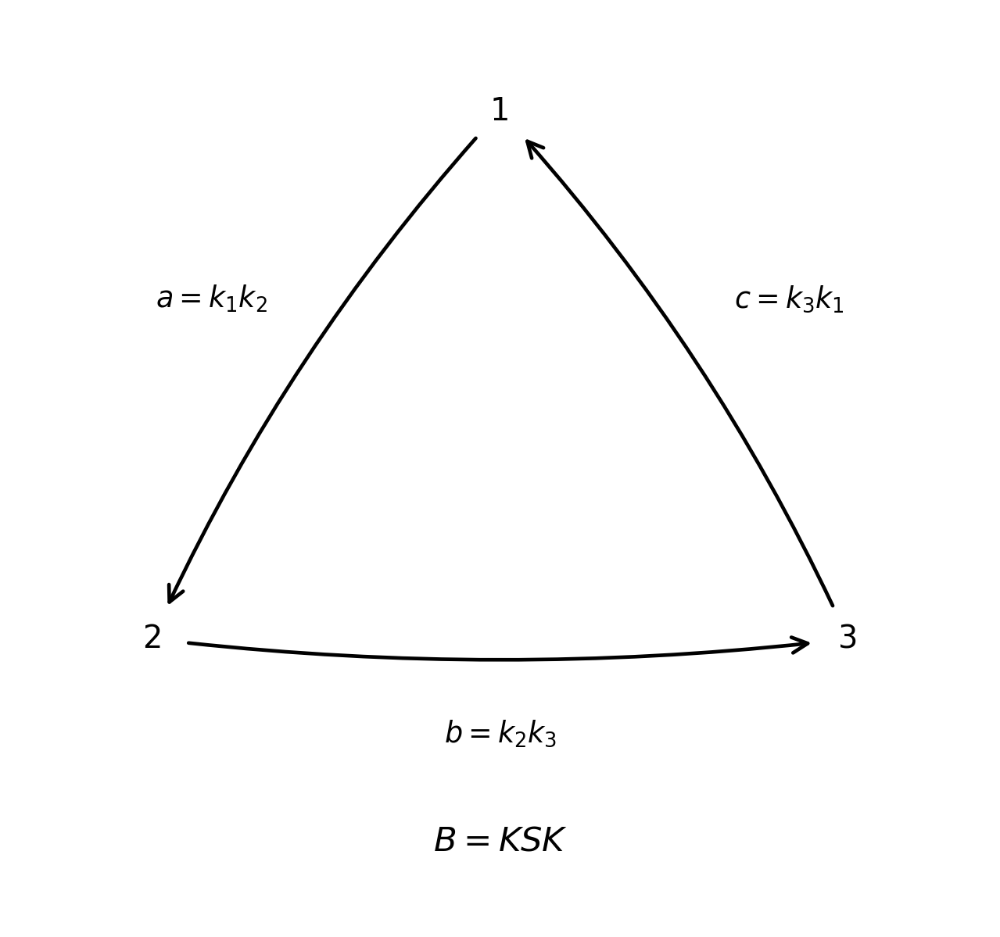 1
a = k₁k₂
c = k₃k₁
2
3
b = k₂k₃
B = KSK